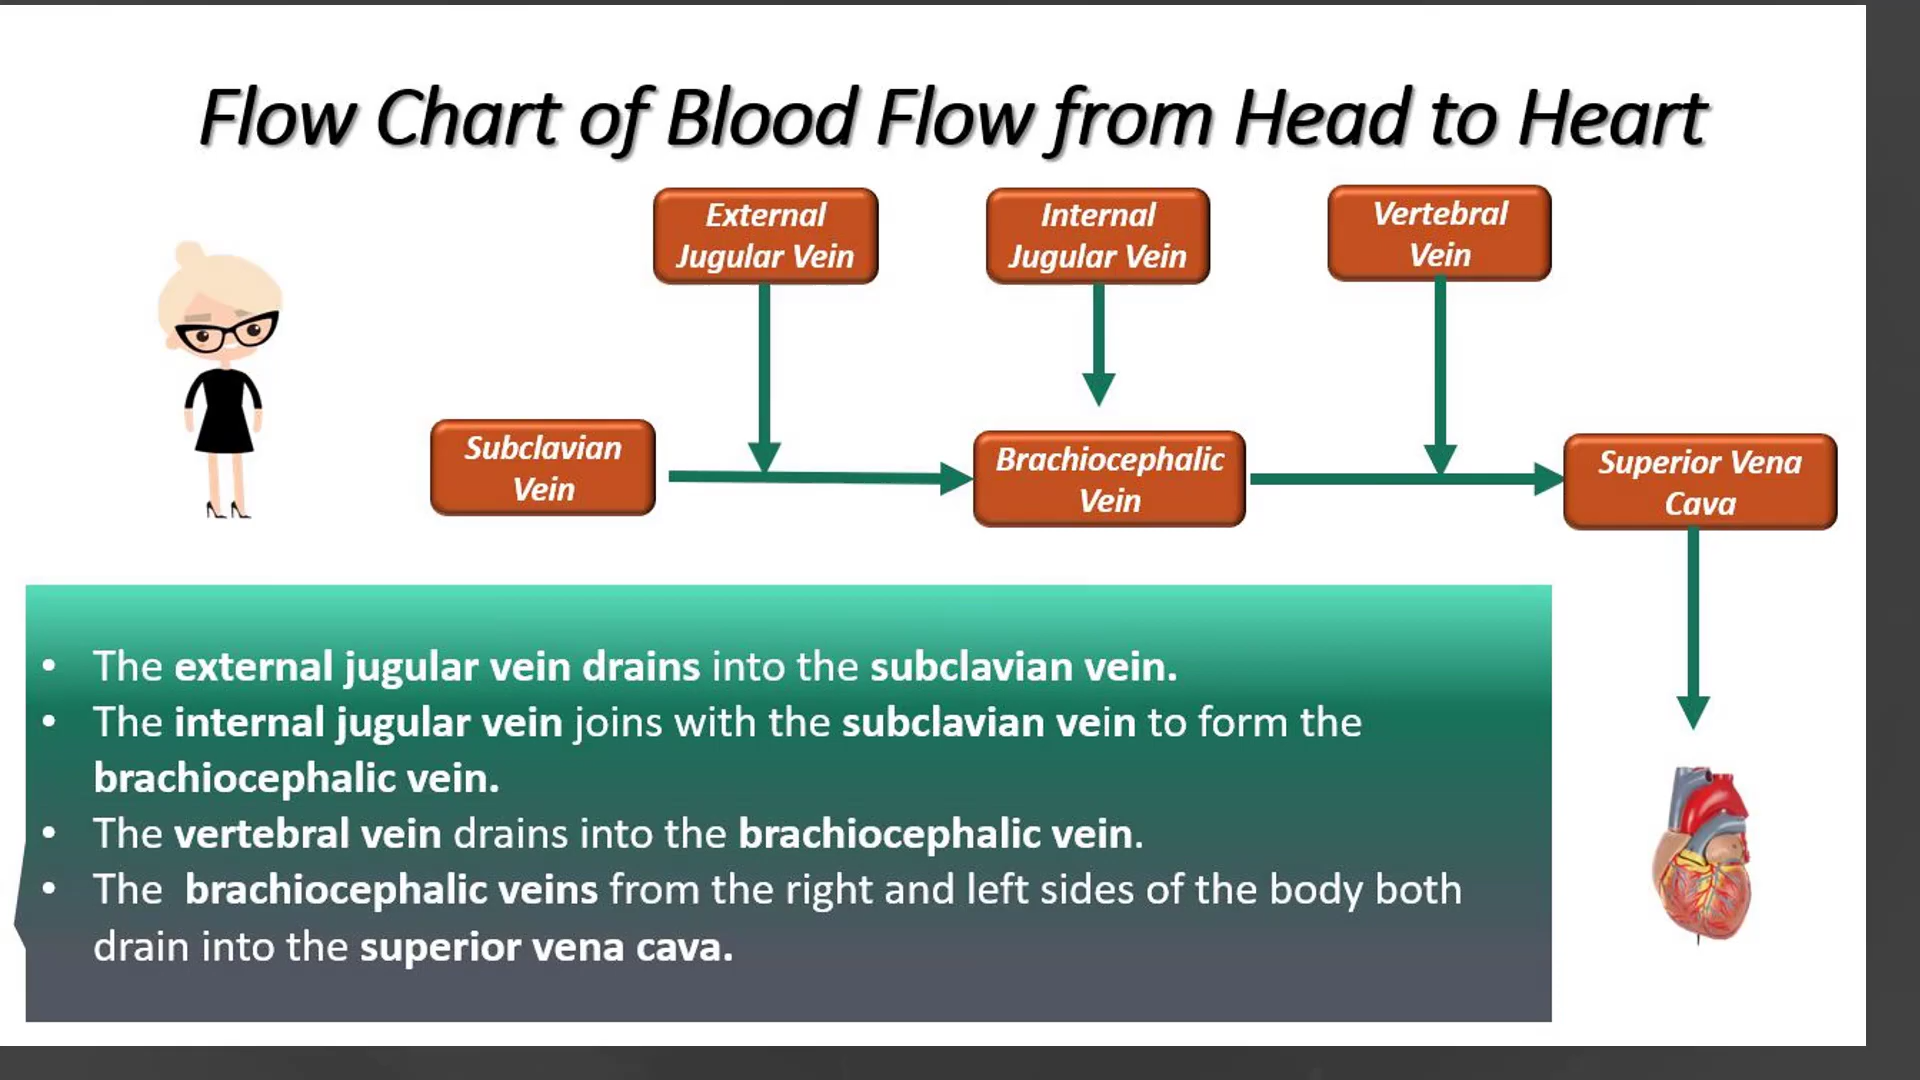 Flow Chart of Blood Flow from Head to Heart
External
Jugular Vein
Internal
Jugular Vein
Vertebral
Vein
Subclavian
Vein
Brachiocephalic
Vein
Superior Vena
Cava
• The external jugular vein drains into the subclavian vein.
• The internal jugular vein joins with the subclavian vein to form the
brachiocephalic vein.
• The vertebral vein drains into the brachiocephalic vein.
• The  brachiocephalic veins from the right and left sides of the body both
drain into the superior vena cava.